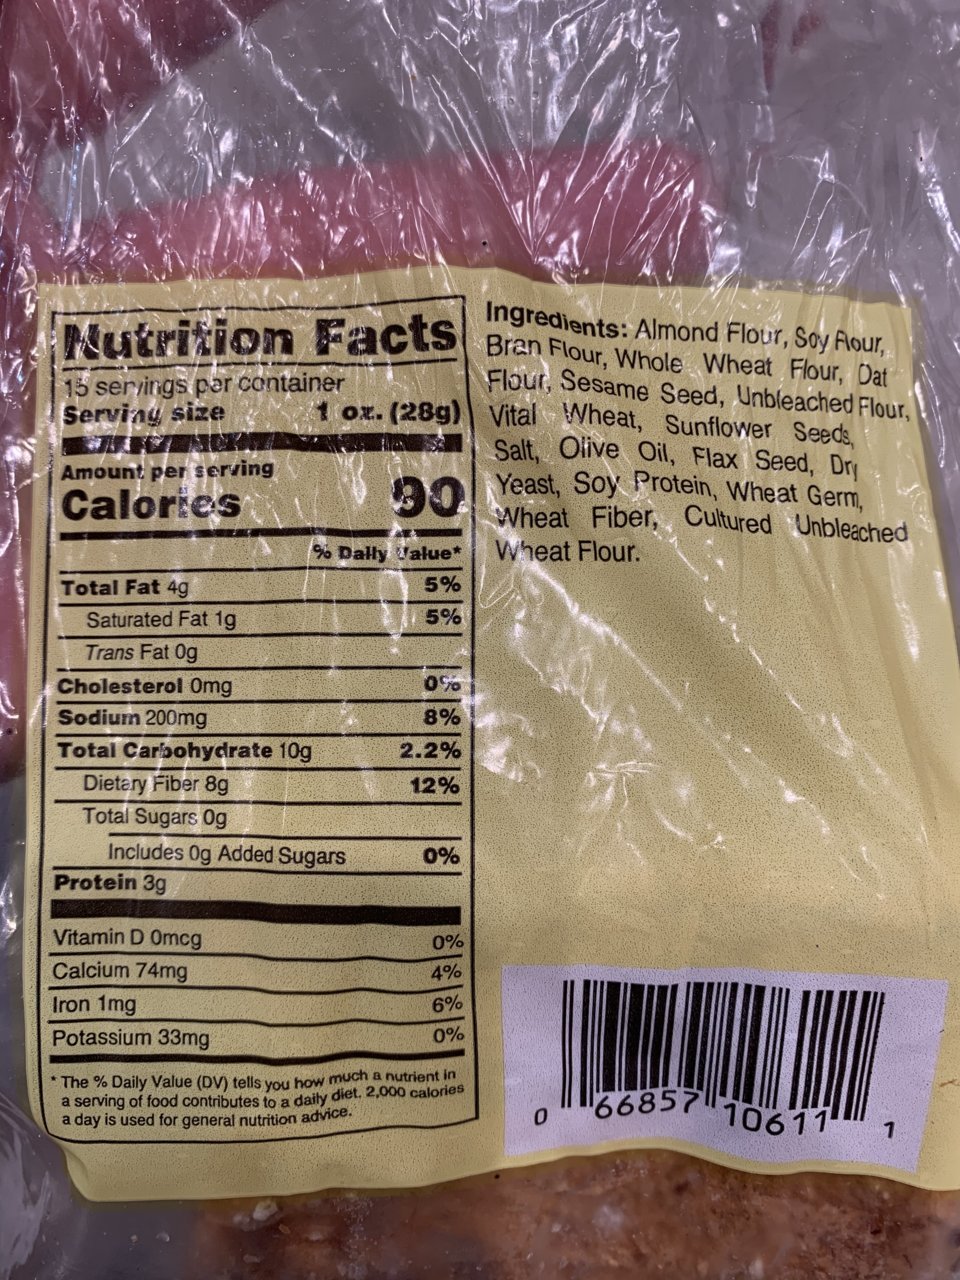 Nutrition Facts
15 servings per container
Serving size 1 oz. (28g)
Amount per serving
Calories 90
% Daily Value*
Total Fat 4g 5%
Saturated Fat 1g 5%
Trans Fat 0g
Cholesterol 0mg 0%
Sodium 200mg 8%
Total Carbohydrate 10g 2.2%
Dietary Fiber 8g 12%
Total Sugars 0g
Includes 0g Added Sugars 0%
Protein 3g
Vitamin D 0mcg 0%
Calcium 74mg 4%
Iron 1mg 6%
Potassium 33mg 0%
* The % Daily Value (DV) tells you how much a nutrient in
a serving of food contributes to a daily diet. 2,000 calories
a day is used for general nutrition advice.
Ingredients: Almond Flour, Soy Flour,
Bran Flour, Whole Wheat Flour, Oat
Flour, Sesame Seed, Unbleached Flour,
Vital Wheat, Sunflower Seeds,
Salt, Olive Oil, Flax Seed, Dry
Yeast, Soy Protein, Wheat Germ,
Wheat Fiber, Cultured Unbleached
Wheat Flour.
0 66857 10611 1